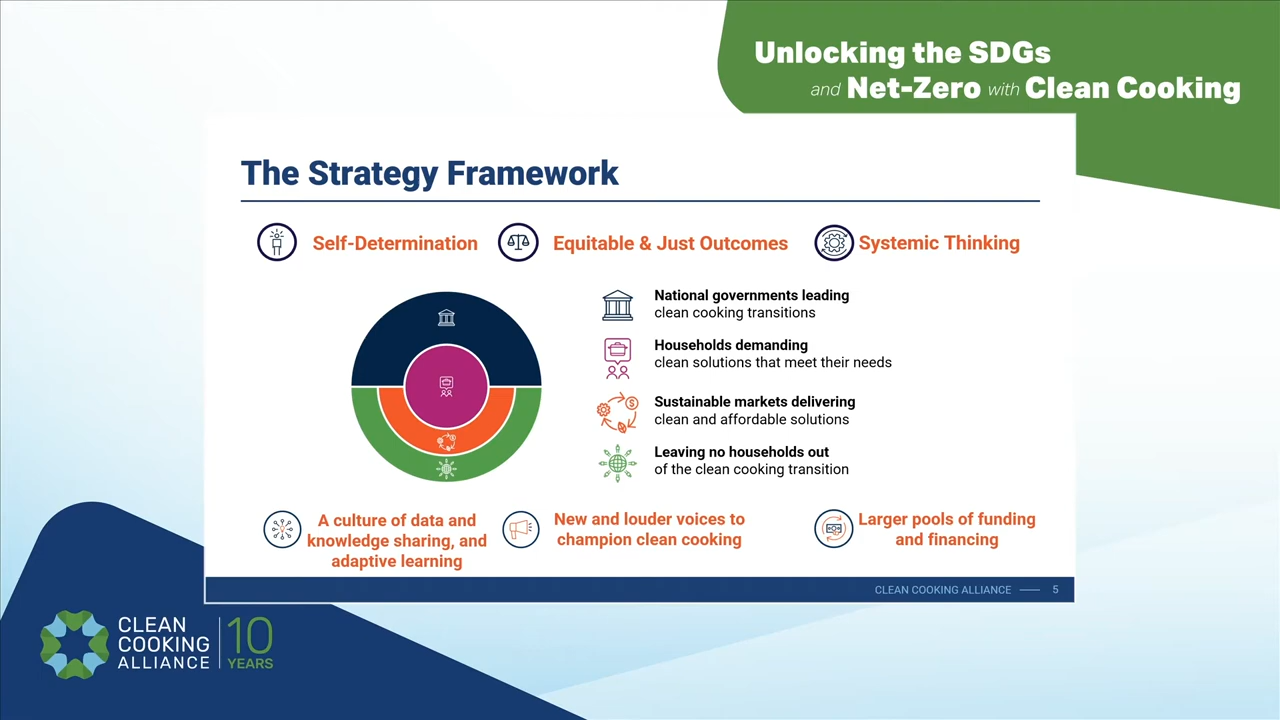 Unlocking the SDGs
and Net-Zero with Clean Cooking
The Strategy Framework
Self-Determination
Equitable & Just Outcomes
Systemic Thinking
National governments leading
clean cooking transitions
Households demanding
clean solutions that meet their needs
Sustainable markets delivering
clean and affordable solutions
Leaving no households out
of the clean cooking transition
A culture of data and
knowledge sharing, and
adaptive learning
New and louder voices to
champion clean cooking
Larger pools of funding
and financing
CLEAN COOKING ALLIANCE 5
CLEAN
COOKING
ALLIANCE
10
YEARS